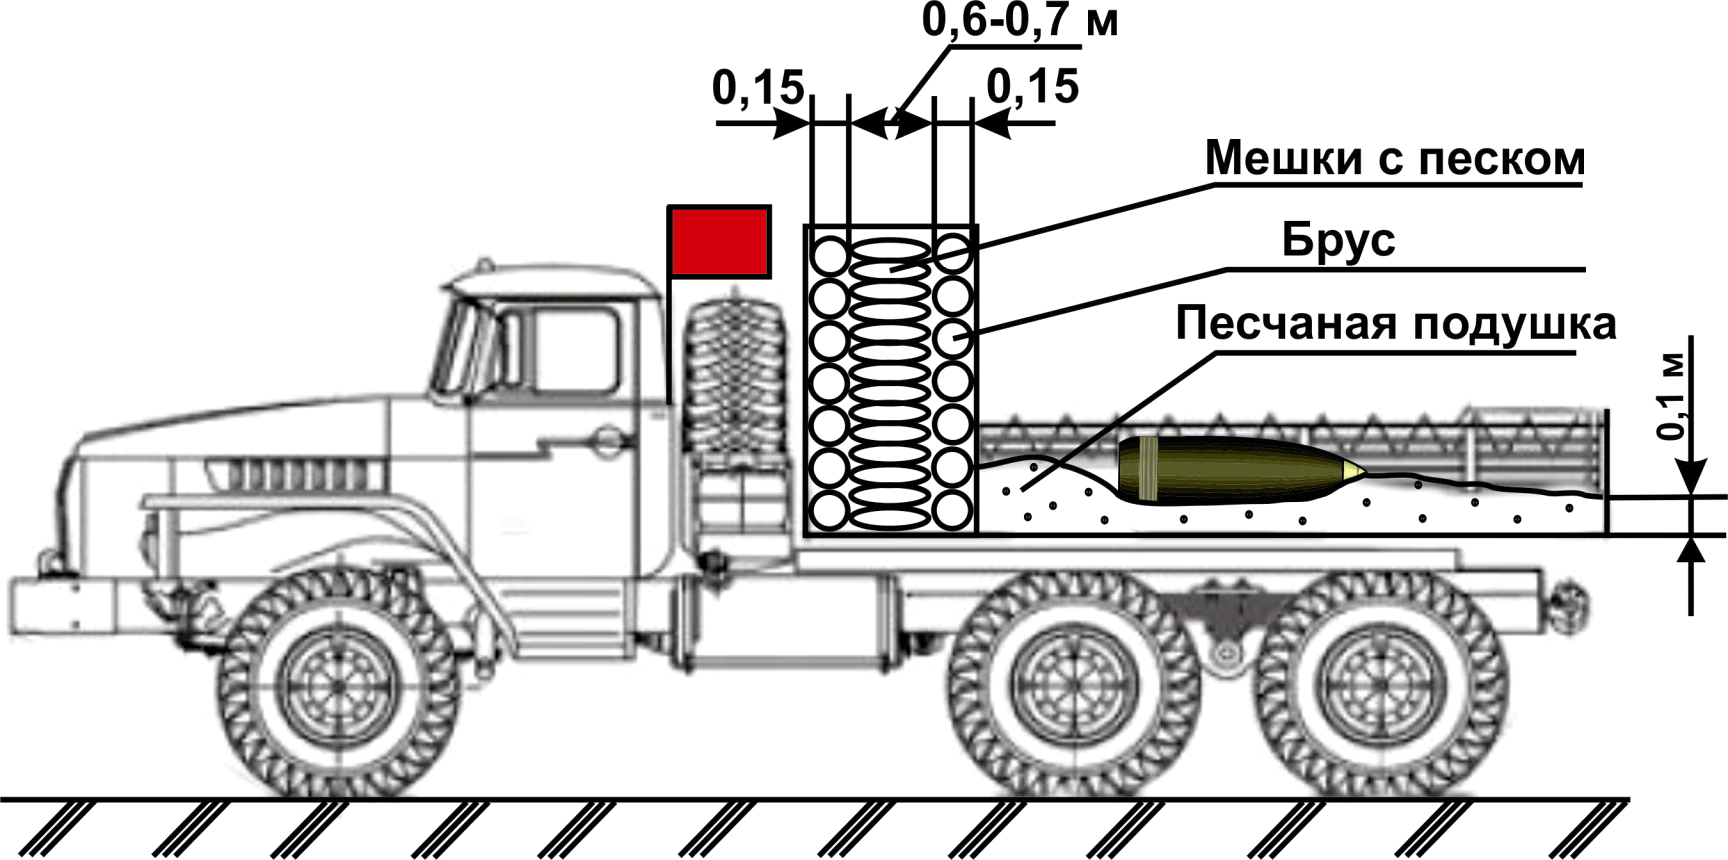 0,6-0,7 м
0,15
0,15
Мешки с песком
Брус
Песчаная подушка
0,1 м